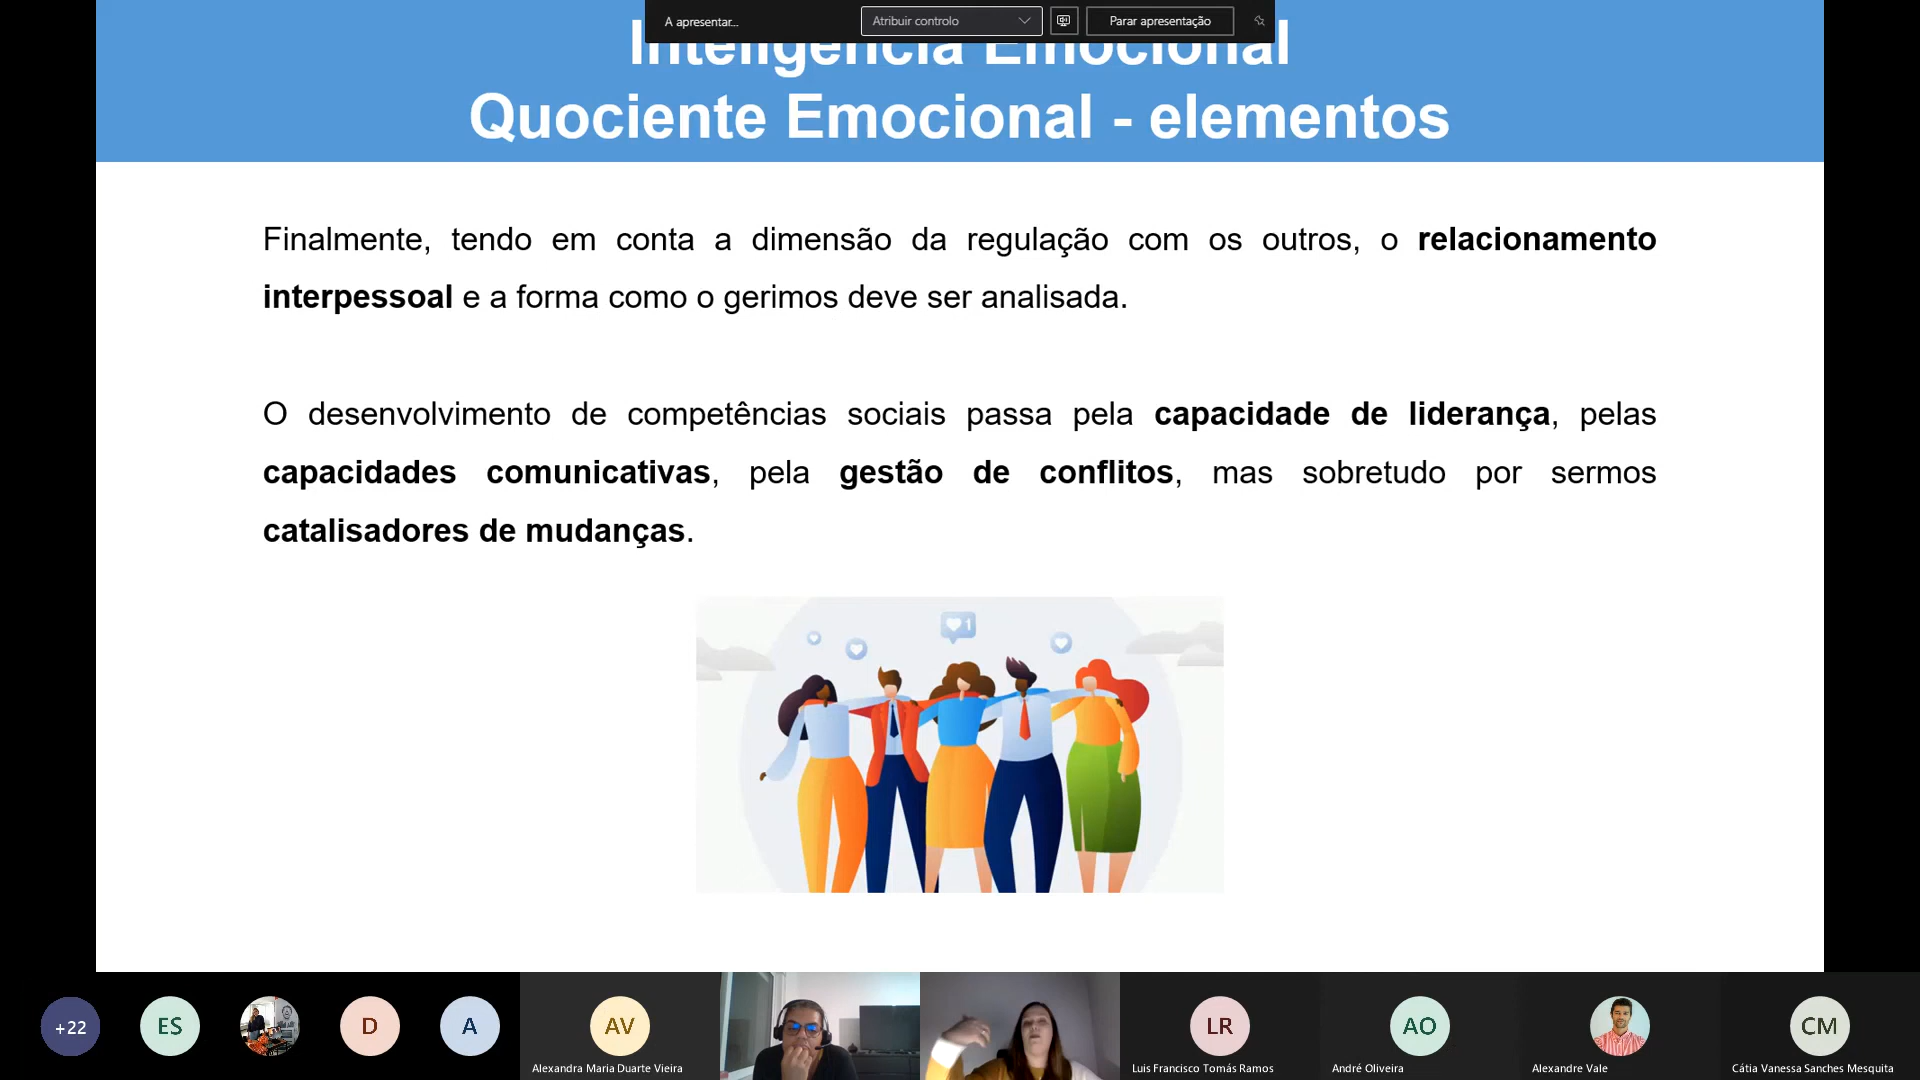 A apresentar...
Atribuir controlo
Parar apresentação
Inteligência Emocional
Quociente Emocional - elementos
Finalmente, tendo em conta a dimensão da regulação com os outros, o relacionamento
interpessoal e a forma como o gerimos deve ser analisada.
O desenvolvimento de competências sociais passa pela capacidade de liderança, pelas
capacidades comunicativas, pela gestão de conflitos, mas sobretudo por sermos
catalisadores de mudanças.
1
+22
ES
D
A
AV
LR
AO
CM
Alexandra Maria Duarte Vieira
Luis Francisco Tomás Ramos
André Oliveira
Alexandre Vale
Cátia Vanessa Sanches Mesquita